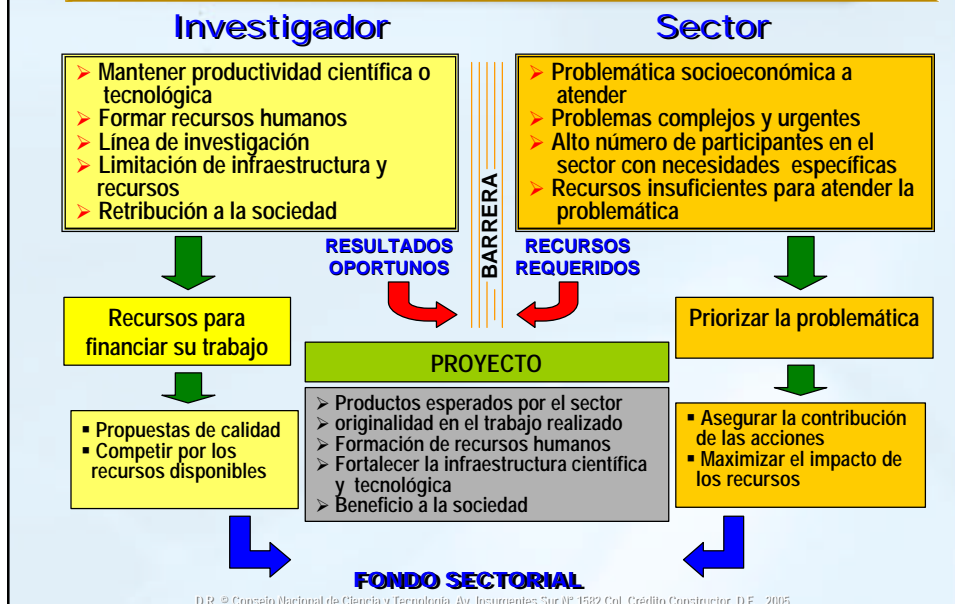 Investigador
Sector
➢ Mantener productividad científica o
tecnológica
➢ Formar recursos humanos
➢ Línea de investigación
➢ Limitación de infraestructura y
recursos
➢ Retribución a la sociedad
BARRERA
➢ Problemática socioeconómica a
atender
➢ Problemas complejos y urgentes
➢ Alto número de participantes en el
sector con necesidades específicas
➢ Recursos insuficientes para atender la
problemática
RESULTADOS
OPORTUNOS
RECURSOS
REQUERIDOS
Recursos para
financiar su trabajo
Priorizar la problemática
PROYECTO
➢ Productos esperados por el sector
➢ originalidad en el trabajo realizado
➢ Formación de recursos humanos
➢ Fortalecer la infraestructura científica
y tecnológica
➢ Beneficio a la sociedad
▪ Propuestas de calidad
▪ Competir por los
recursos disponibles
▪ Asegurar la contribución
de las acciones
▪ Maximizar el impacto de
los recursos
FONDO SECTORIAL
D.R. © Consejo Nacional de Ciencia y Tecnología. Av. Insurgentes Sur N° 1582 Col. Crédito Constructor, D.F., 2005